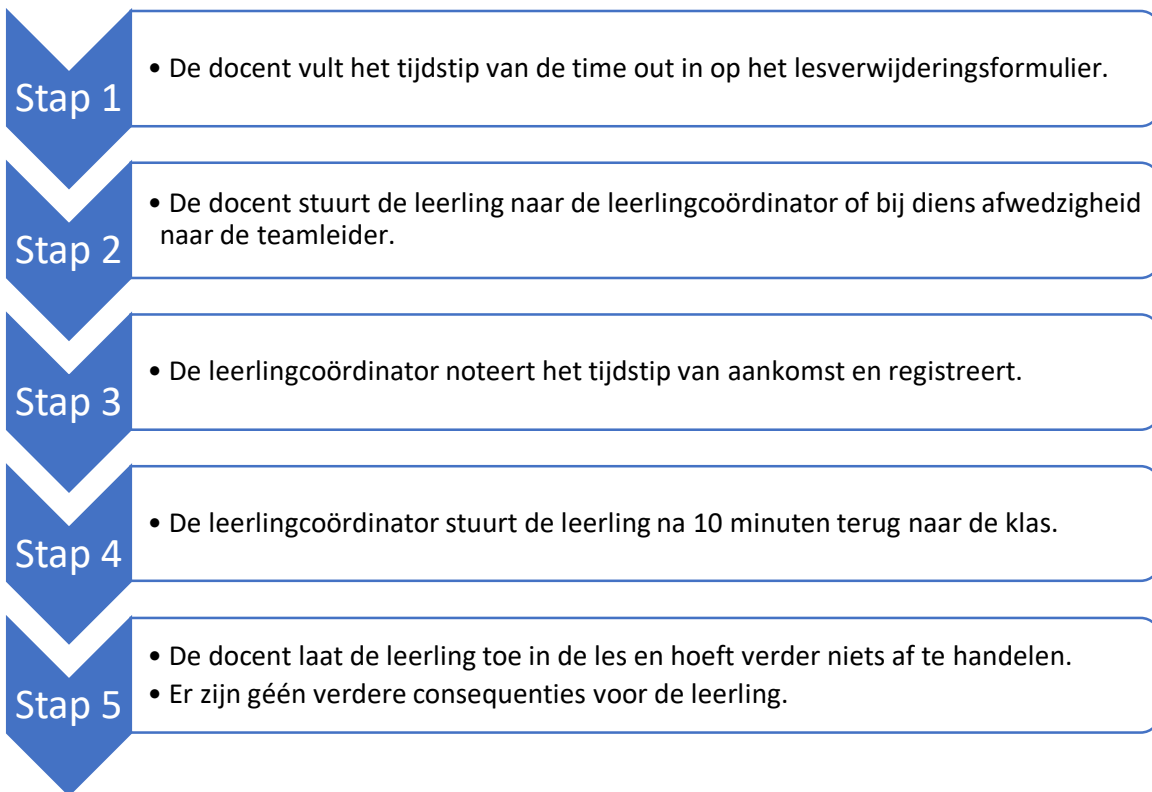 Stap 1
• De docent vult het tijdstip van de time out in op het lesverwijderingsformulier.
Stap 2
• De docent stuurt de leerling naar de leerlingcoördinator of bij diens afwedzigheid
naar de teamleider.
Stap 3
• De leerlingcoördinator noteert het tijdstip van aankomst en registreert.
Stap 4
• De leerlingcoördinator stuurt de leerling na 10 minuten terug naar de klas.
Stap 5
• De docent laat de leerling toe in de les en hoeft verder niets af te handelen.
• Er zijn géén verdere consequenties voor de leerling.